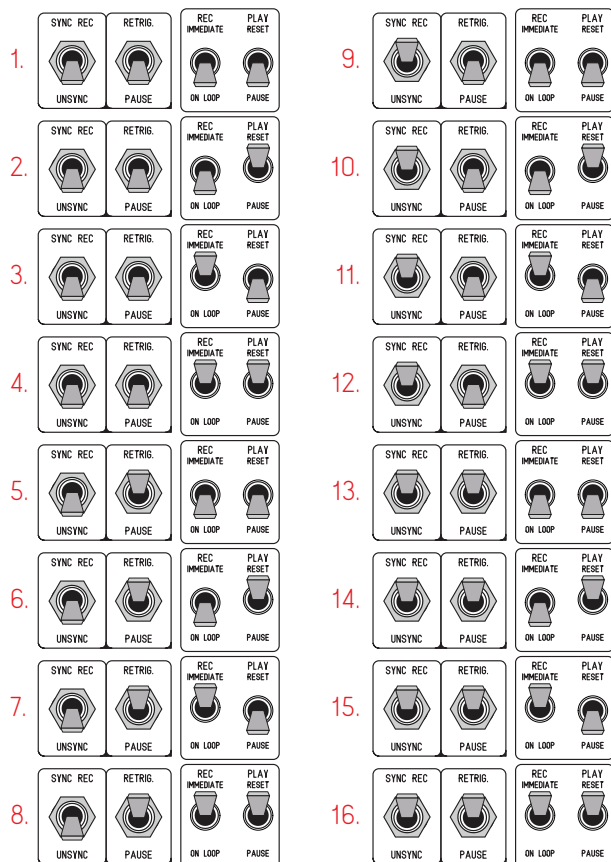 1.
SYNC REC
UNSYNC
RETRIG.
PAUSE
REC
IMMEDIATE
ON LOOP
PLAY
RESET
PAUSE
2.
SYNC REC
UNSYNC
RETRIG.
PAUSE
REC
IMMEDIATE
ON LOOP
PLAY
RESET
PAUSE
3.
SYNC REC
UNSYNC
RETRIG.
PAUSE
REC
IMMEDIATE
ON LOOP
PLAY
RESET
PAUSE
4.
SYNC REC
UNSYNC
RETRIG.
PAUSE
REC
IMMEDIATE
ON LOOP
PLAY
RESET
PAUSE
5.
SYNC REC
UNSYNC
RETRIG.
PAUSE
REC
IMMEDIATE
ON LOOP
PLAY
RESET
PAUSE
6.
SYNC REC
UNSYNC
RETRIG.
PAUSE
REC
IMMEDIATE
ON LOOP
PLAY
RESET
PAUSE
7.
SYNC REC
UNSYNC
RETRIG.
PAUSE
REC
IMMEDIATE
ON LOOP
PLAY
RESET
PAUSE
8.
SYNC REC
UNSYNC
RETRIG.
PAUSE
REC
IMMEDIATE
ON LOOP
PLAY
RESET
PAUSE
9.
SYNC REC
UNSYNC
RETRIG.
PAUSE
REC
IMMEDIATE
ON LOOP
PLAY
RESET
PAUSE
10.
SYNC REC
UNSYNC
RETRIG.
PAUSE
REC
IMMEDIATE
ON LOOP
PLAY
RESET
PAUSE
11.
SYNC REC
UNSYNC
RETRIG.
PAUSE
REC
IMMEDIATE
ON LOOP
PLAY
RESET
PAUSE
12.
SYNC REC
UNSYNC
RETRIG.
PAUSE
REC
IMMEDIATE
ON LOOP
PLAY
RESET
PAUSE
13.
SYNC REC
UNSYNC
RETRIG.
PAUSE
REC
IMMEDIATE
ON LOOP
PLAY
RESET
PAUSE
14.
SYNC REC
UNSYNC
RETRIG.
PAUSE
REC
IMMEDIATE
ON LOOP
PLAY
RESET
PAUSE
15.
SYNC REC
UNSYNC
RETRIG.
PAUSE
REC
IMMEDIATE
ON LOOP
PLAY
RESET
PAUSE
16.
SYNC REC
UNSYNC
RETRIG.
PAUSE
REC
IMMEDIATE
ON LOOP
PLAY
RESET
PAUSE